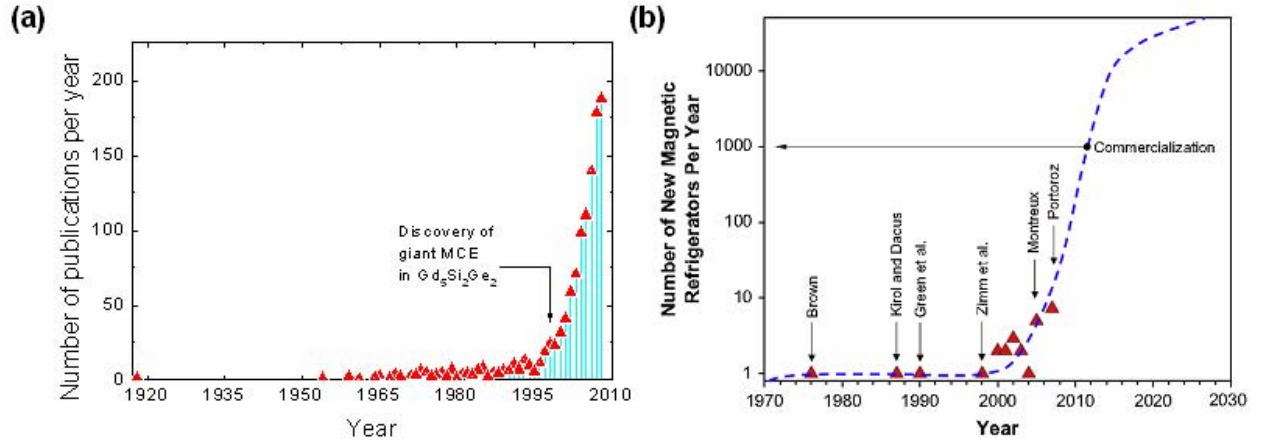 (a)
Number of publications per year
200
150
100
50
0
1920
1935
1950
1965
1980
1995
2010
Year
Discovery of
giant MCE
in Gd₅Si₂Ge₂
(b)
Number of New Magnetic
Refrigerators Per Year
10000
1000
100
10
1
1970
1980
1990
2000
2010
2020
2030
Year
Brown
Kirol and Dacus
Green et al.
Zimm et al.
Montreux
Portoroz
Commercialization